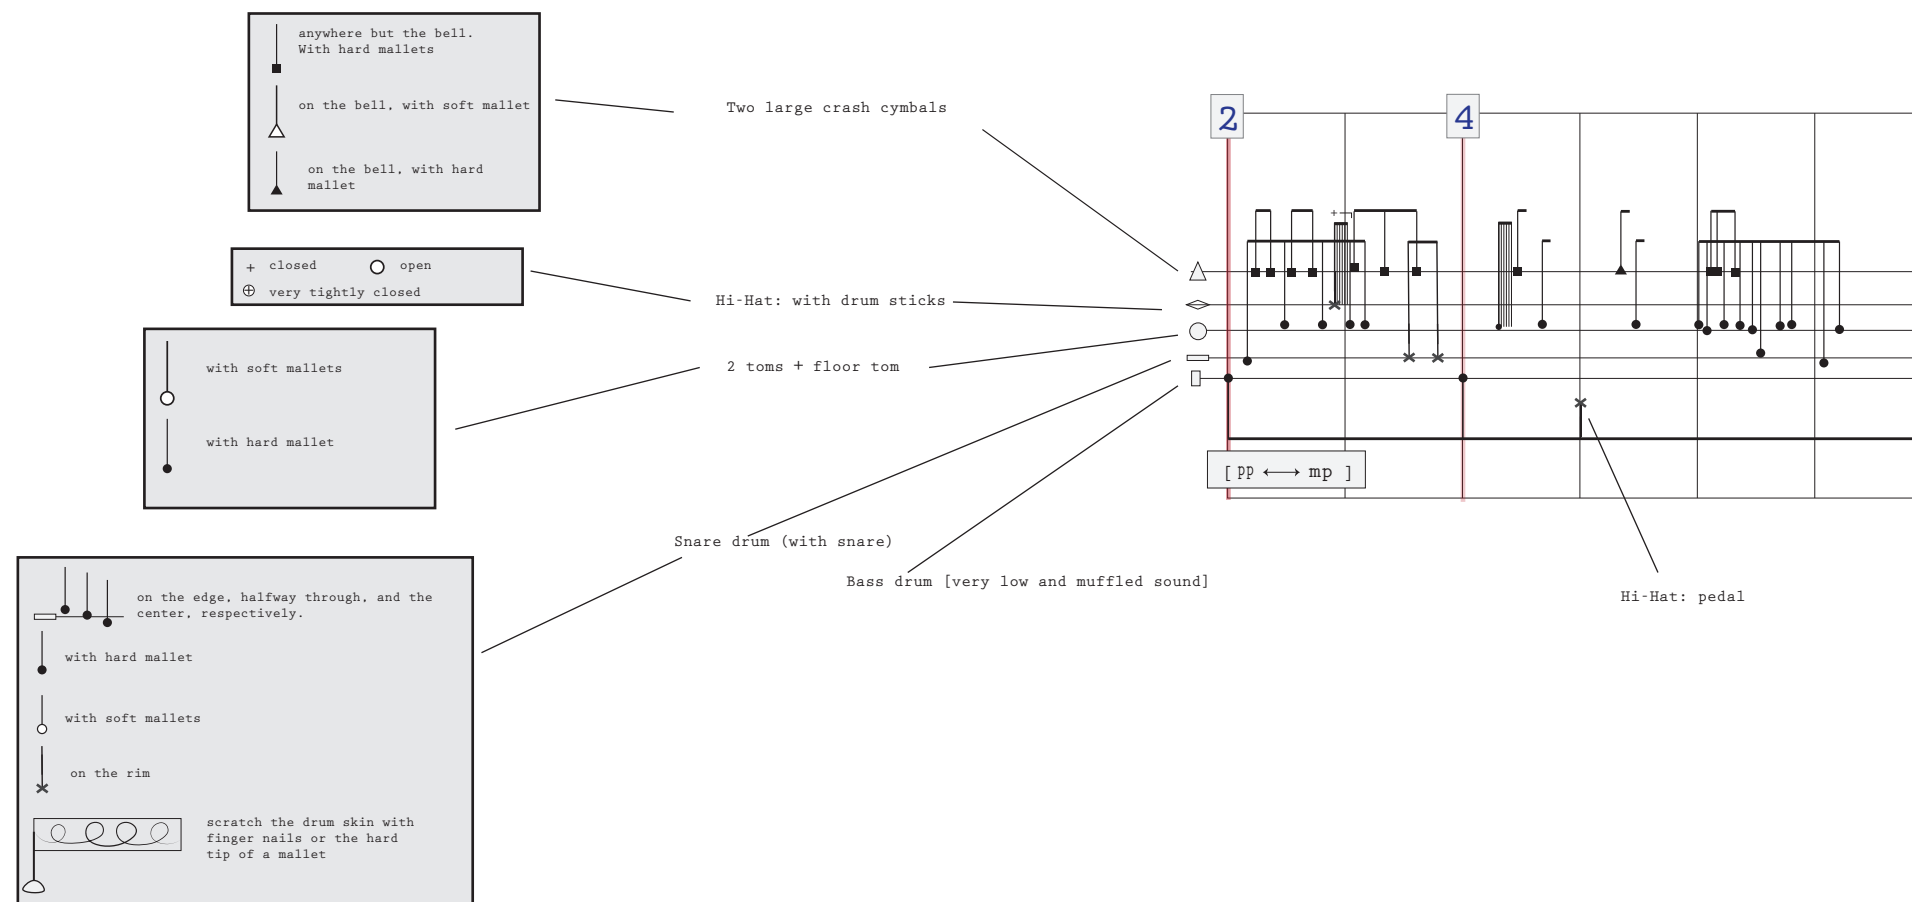 anywhere but the bell.
With hard mallets
on the bell, with soft mallet
on the bell, with hard
mallet
Two large crash cymbals
2
4
+ closed
open
very tightly closed
Hi-Hat: with drum sticks
with soft mallets
with hard mallet
2 toms + floor tom
[ pp ⟷ mp ]
Snare drum (with snare)
Bass drum [very low and muffled sound]
Hi-Hat: pedal
on the edge, halfway through, and the
center, respectively.
with hard mallet
with soft mallets
on the rim
scratch the drum skin with
finger nails or the hard
tip of a mallet